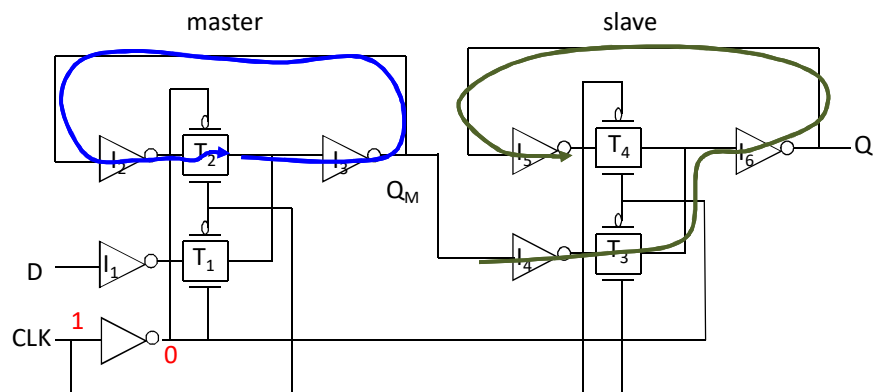 master slave
I2 T2 I3 I5 T4 I6 Q
QM
D I1 T1 I4 T3
CLK 1 0